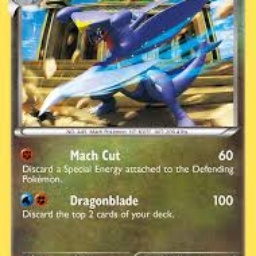 Mach Cut 60
Discard a Special Energy attached to the Defending
Pokémon.
Dragonblade 100
Discard the top 2 cards of your deck.